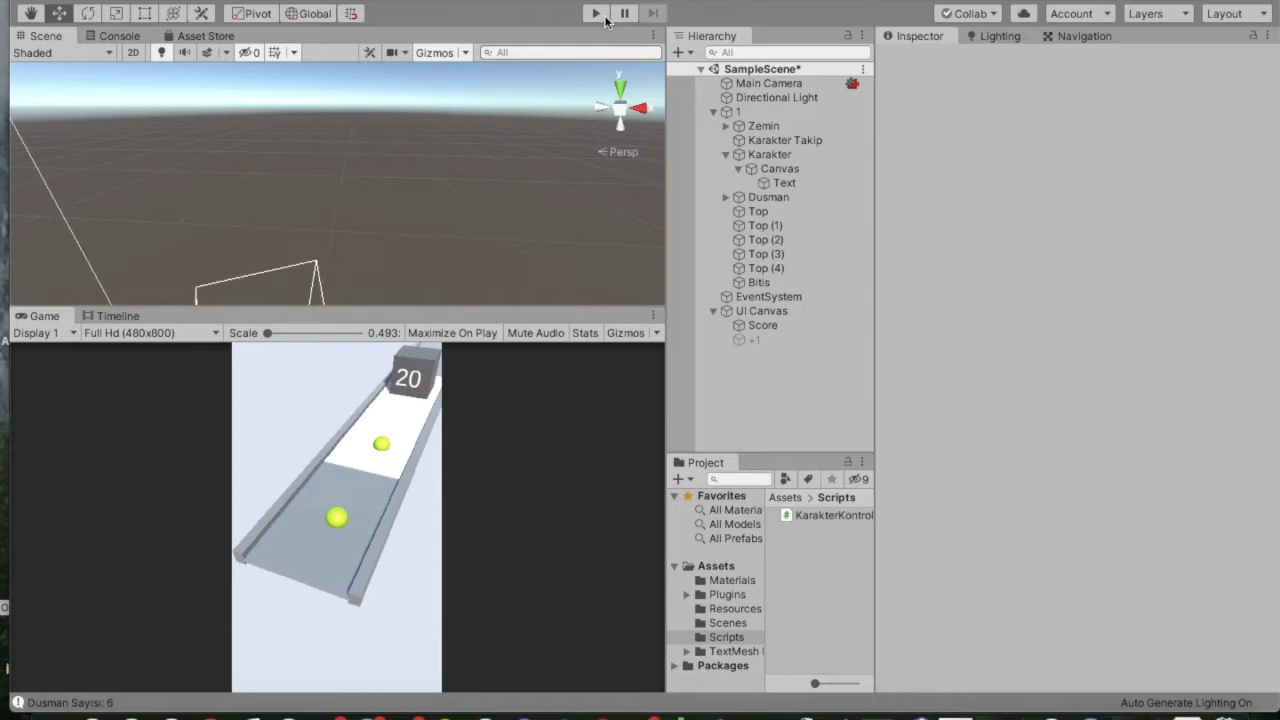 Pivot Global Collab Account Layers Layout
Scene Console Asset Store
Shaded 2D 0 Gizmos All
y
x
Persp
Game Timeline
Display 1 Full Hd (480x800) Scale 0.493: Maximize On Play Mute Audio Stats Gizmos
20
Hierarchy
All
SampleScene*
Main Camera
Directional Light
1
Zemin
Karakter Takip
Karakter
Canvas
Text
Dusman
Top
Top (1)
Top (2)
Top (3)
Top (4)
Bitis
EventSystem
UI Canvas
Score
+1
Project
9
Favorites
All Materia
All Models
All Prefabs
Assets
Materials
Plugins
Resources
Scenes
Scripts
TextMesh
Packages
Assets > Scripts
# KarakterKontrol
Inspector Lighting Navigation
Dusman Sayısı: 6
Auto Generate Lighting On